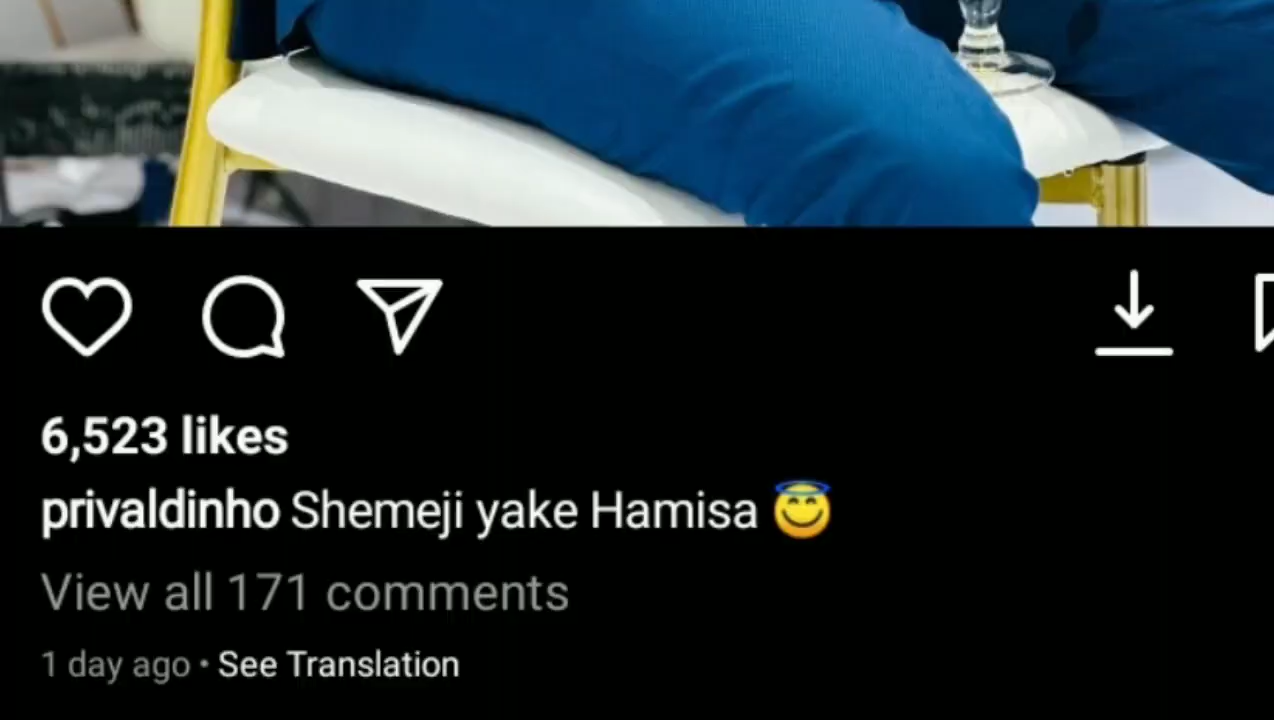 6,523 likes
privaldinho Shemeji yake Hamisa 😇
View all 171 comments
1 day ago • See Translation